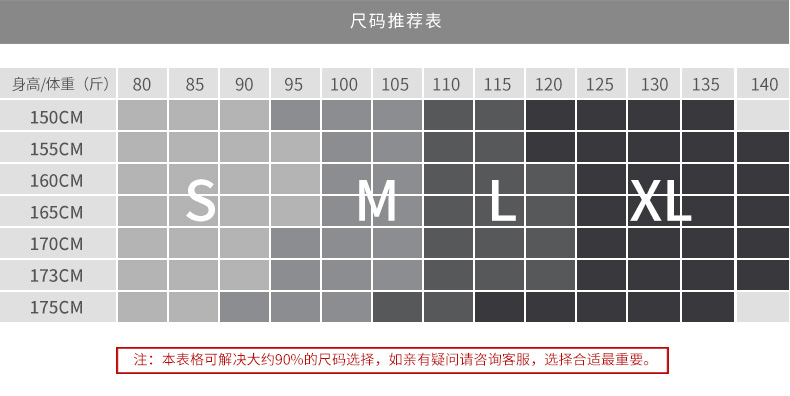 尺码推荐表
身高/体重（斤） 80 85 90 95 100 105 110 115 120 125 130 135 140
150CM
155CM
160CM
S M L XL
165CM
170CM
173CM
175CM
注：本表格可解决大约90%的尺码选择，如亲有疑问请咨询客服，选择合适最重要。